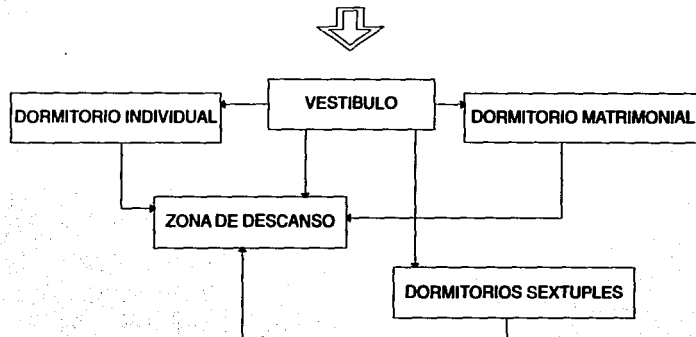 VESTIBULO
DORMITORIO INDIVIDUAL
DORMITORIO MATRIMONIAL
ZONA DE DESCANSO
DORMITORIOS SEXTUPLES